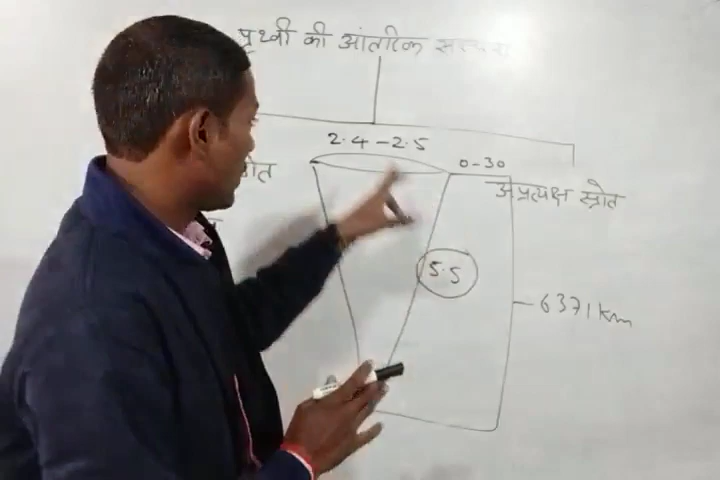 पृथ्वी की आंतरिक संरचना
2.4 - 2.5
0-30
अप्रत्यक्ष स्रोत
5.5
6371 km